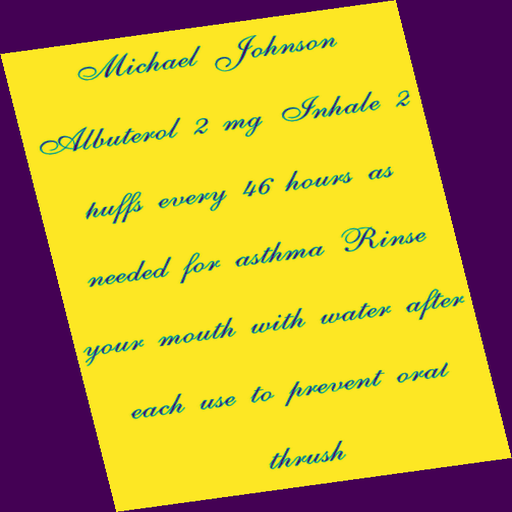 Michael Johnson
Albuterol 2 mg Inhale 2
huffs every 46 hours as
needed for asthma Rinse
your mouth with water after
each use to prevent oral
thrush